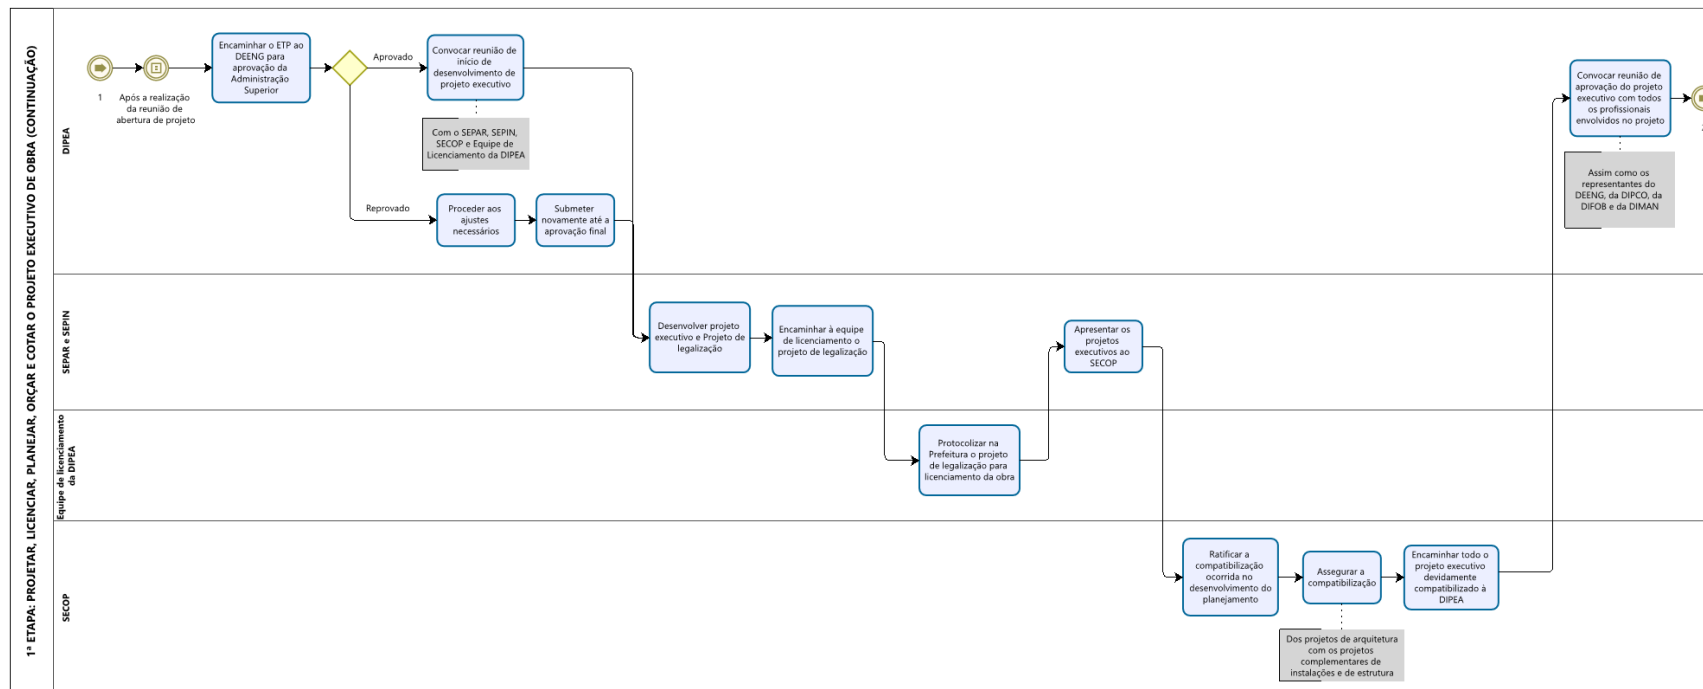 1ª ETAPA: PROJETAR, LICENCIAR, PLANEJAR, ORÇAR E COTAR O PROJETO EXECUTIVO DE OBRA (CONTINUAÇÃO)
DIPEA
1
Após a realização
da reunião de
abertura de projeto
Encaminhar o ETP ao
DEENG para
aprovação da
Administração
Superior
Aprovado
Convocar reunião de
início de
desenvolvimento de
projeto executivo
Com o SEPAR, SEPIN,
SECOP e Equipe de
Licenciamento da DIPEA
Reprovado
Proceder aos
ajustes
necessários
Submeter
novamente até a
aprovação final
Convocar reunião de
aprovação do projeto
executivo com todos
os profissionais
envolvidos no projeto
Assim como os
representantes do
DEENG, da DIPCO, da
DIFOB e da DIMAN
SEPAR e SEPIN
Desenvolver projeto
executivo e Projeto de
legalização
Encaminhar à equipe
de licenciamento o
projeto de legalização
Apresentar os
projetos
executivos ao
SECOP
Equipe de licenciamento
da DIPEA
Protocolizar na
Prefeitura o projeto
de legalização para
licenciamento da obra
SECOP
Ratificar a
compatibilização
ocorrida no
desenvolvimento do
planejamento
Assegurar a
compatibilização
Encaminhar todo o
projeto executivo
devidamente
compatibilizado à
DIPEA
Dos projetos de arquitetura
com os projetos
complementares de
instalações e de estrutura